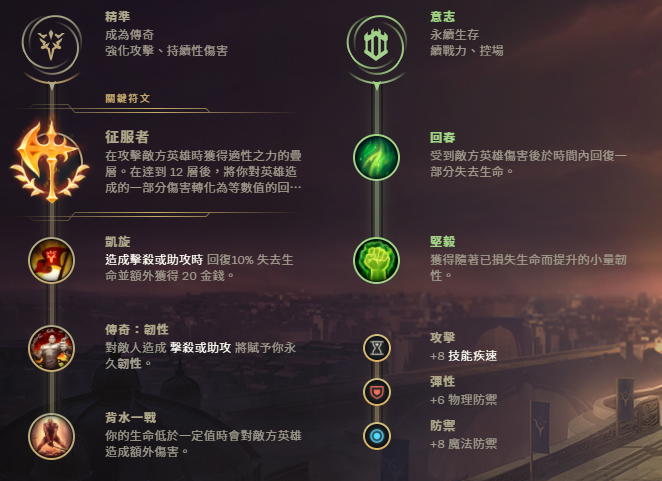 精準
成為傳奇
強化攻擊、持續性傷害
關鍵符文
征服者
在攻擊敵方英雄時獲得適性之力的疊
層。在達到 12 層後，將你對英雄造
成的一部分傷害轉化為等數值的回…
凱旋
造成擊殺或助攻時 回復10% 失去生
命並額外獲得 20 金錢。
傳奇：韌性
對敵人造成 擊殺或助攻 將賦予你永
久韌性。
背水一戰
你的生命低於一定值時會對敵方英雄
造成額外傷害。
意志
永續生存
續戰力、控場
回春
受到敵方英雄傷害後於時間內回復一
部分失去生命。
堅毅
獲得隨著已損失生命而提升的小量韌
性。
攻擊
+8 技能疾速
彈性
+6 物理防禦
防禦
+8 魔法防禦